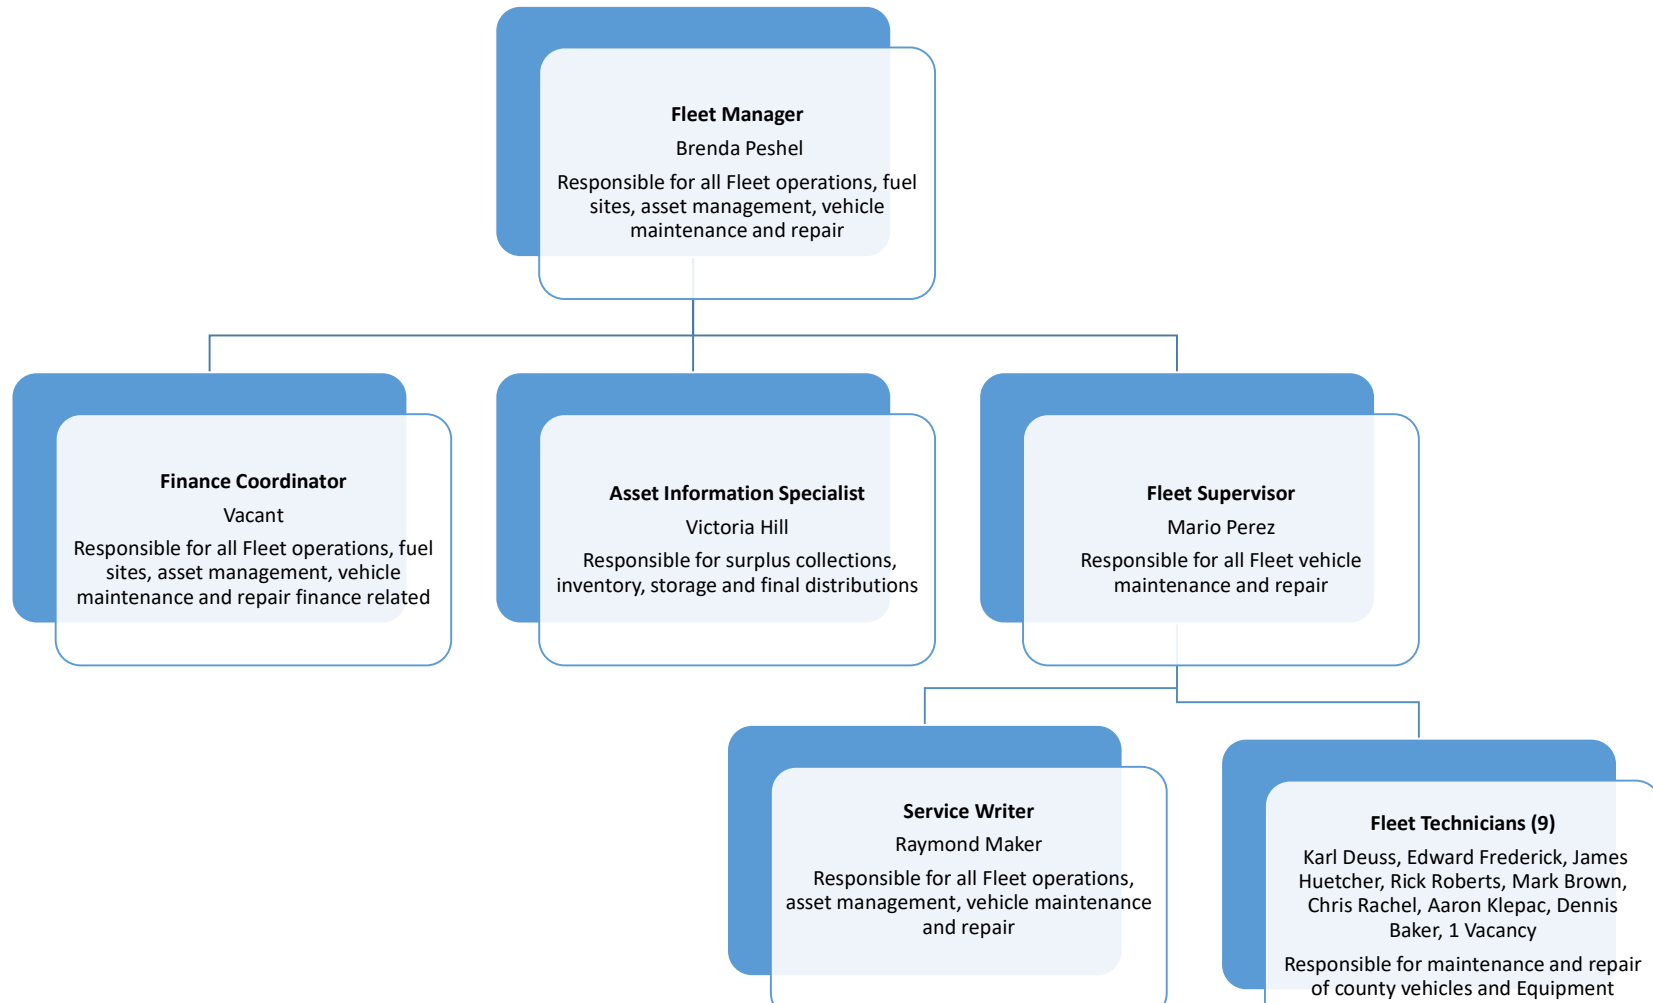 Fleet Manager
Brenda Peshel
Responsible for all Fleet operations, fuel
sites, asset management, vehicle
maintenance and repair
Finance Coordinator
Vacant
Responsible for all Fleet operations, fuel
sites, asset management, vehicle
maintenance and repair finance related
Asset Information Specialist
Victoria Hill
Responsible for surplus collections,
inventory, storage and final distributions
Fleet Supervisor
Mario Perez
Responsible for all Fleet vehicle
maintenance and repair
Service Writer
Raymond Maker
Responsible for all Fleet operations,
asset management, vehicle maintenance
and repair
Fleet Technicians (9)
Karl Deuss, Edward Frederick, James
Huetcher, Rick Roberts, Mark Brown,
Chris Rachel, Aaron Klepac, Dennis
Baker, 1 Vacancy
Responsible for maintenance and repair
of county vehicles and Equipment